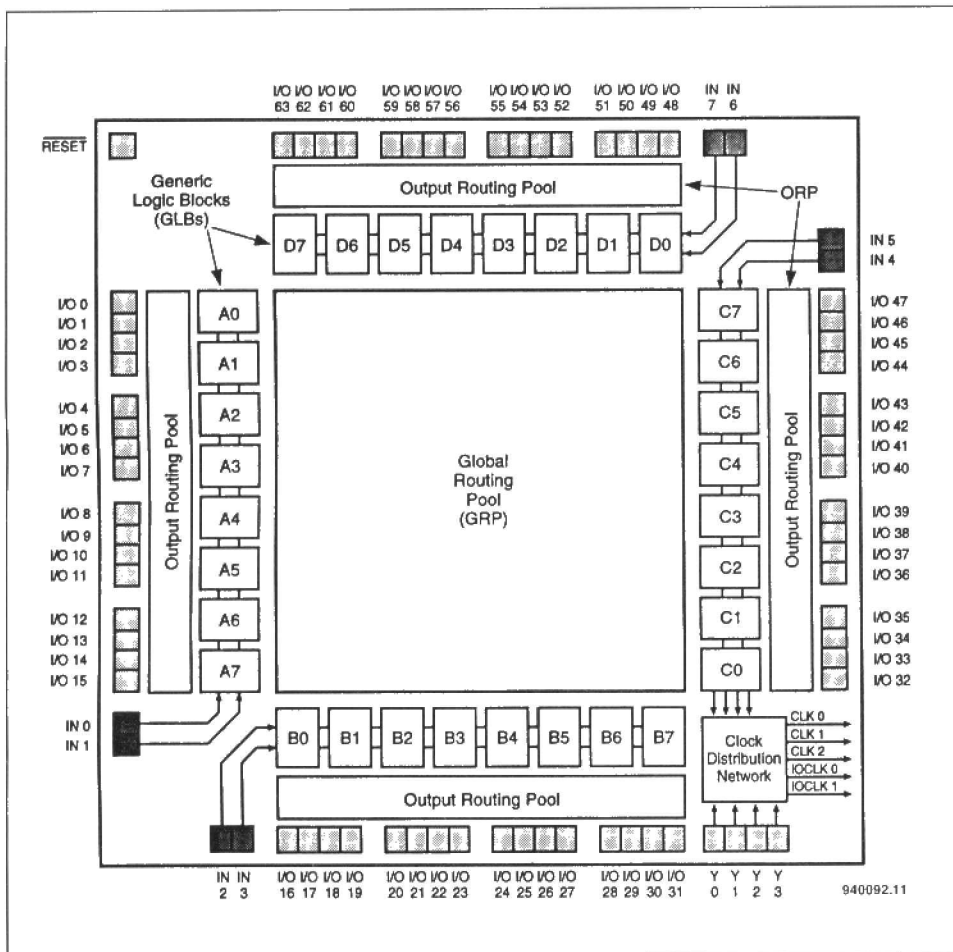 I/O I/O I/O I/O
63 62 61 60
I/O I/O I/O I/O
59 58 57 56
I/O I/O I/O I/O
55 54 53 52
I/O I/O I/O I/O
51 50 49 48
IN IN
7 6
RESET
Generic
Logic Blocks
(GLBs)
Output Routing Pool
ORP
D7 D6 D5 D4 D3 D2 D1 D0
IN 5
IN 4
I/O 0
I/O 1
I/O 2
I/O 3
I/O 4
I/O 5
I/O 6
I/O 7
I/O 8
I/O 9
I/O 10
I/O 11
I/O 12
I/O 13
I/O 14
I/O 15
IN 0
IN 1
Output Routing Pool
A0
A1
A2
A3
A4
A5
A6
A7
Global
Routing
Pool
(GRP)
C7
C6
C5
C4
C3
C2
C1
C0
Output Routing Pool
I/O 47
I/O 46
I/O 45
I/O 44
I/O 43
I/O 42
I/O 41
I/O 40
I/O 39
I/O 38
I/O 37
I/O 36
I/O 35
I/O 34
I/O 33
I/O 32
B0 B1 B2 B3 B4 B5 B6 B7
Output Routing Pool
Clock
Distribution
Network
CLK 0
CLK 1
CLK 2
IOCLK 0
IOCLK 1
IN IN
2 3
I/O I/O I/O I/O
16 17 18 19
I/O I/O I/O I/O
20 21 22 23
I/O I/O I/O I/O
24 25 26 27
I/O I/O I/O I/O
28 29 30 31
Y Y Y Y
0 1 2 3
940092.11